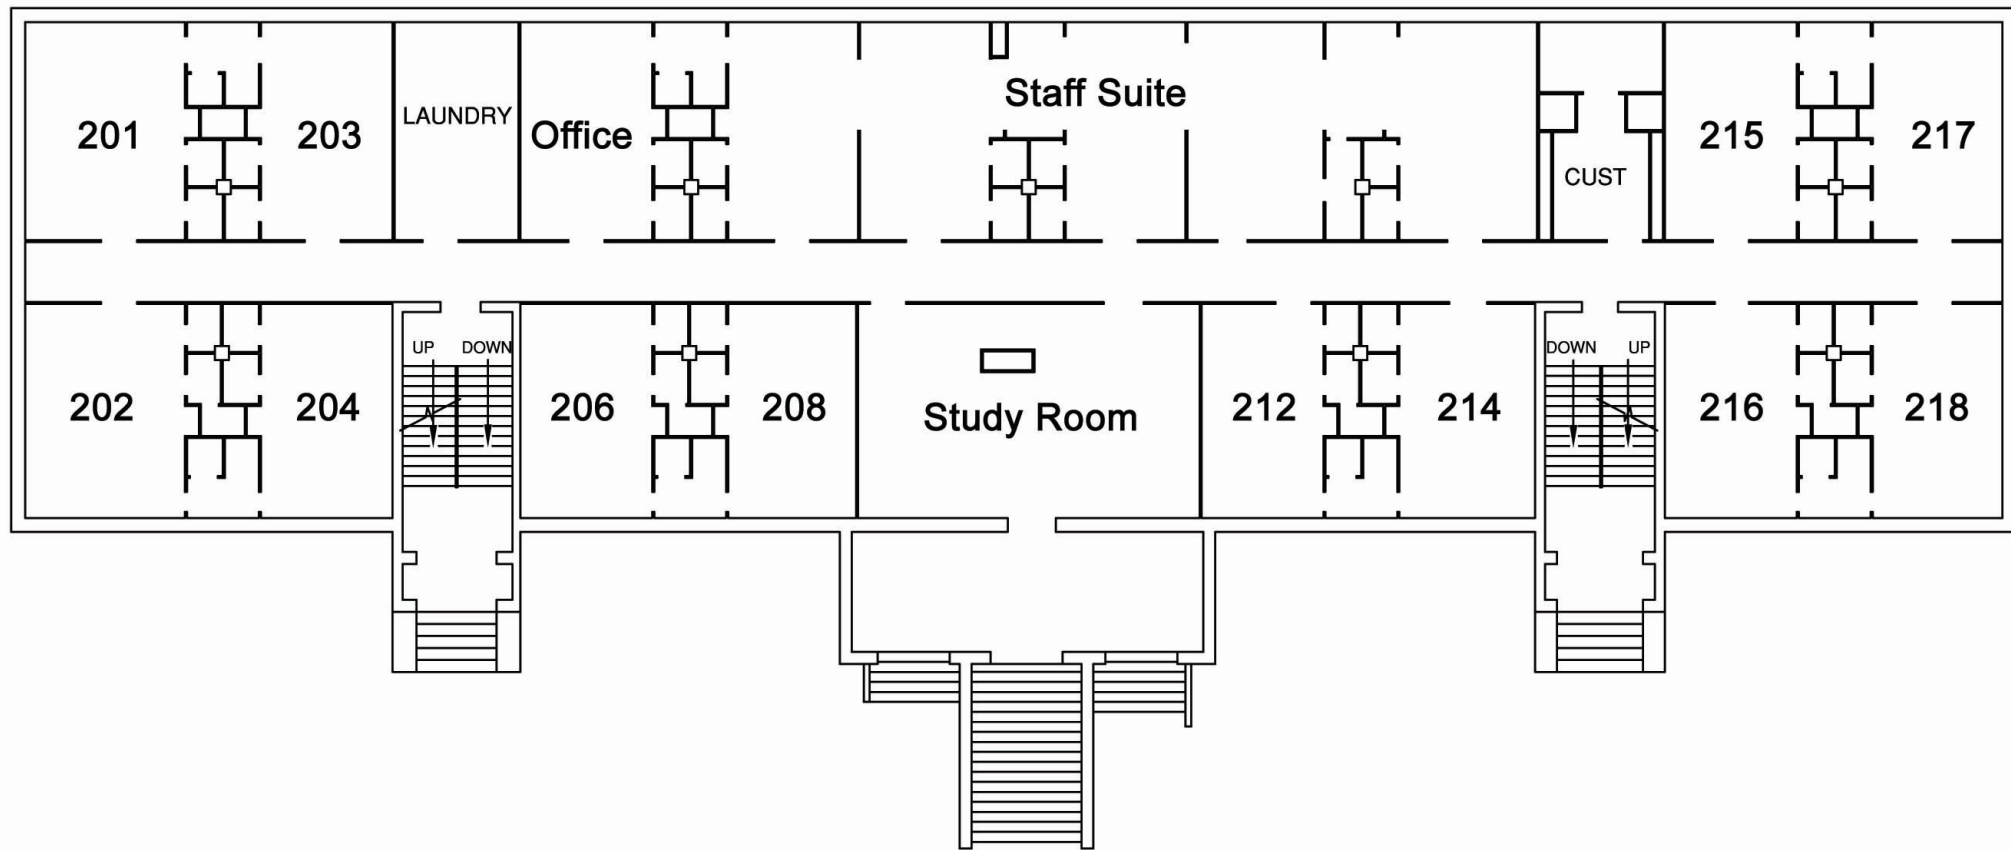 Staff Suite
201
203
LAUNDRY
Office
215
217
CUST
UP
DOWN
DOWN
UP
202
204
206
208
Study Room
212
214
216
218